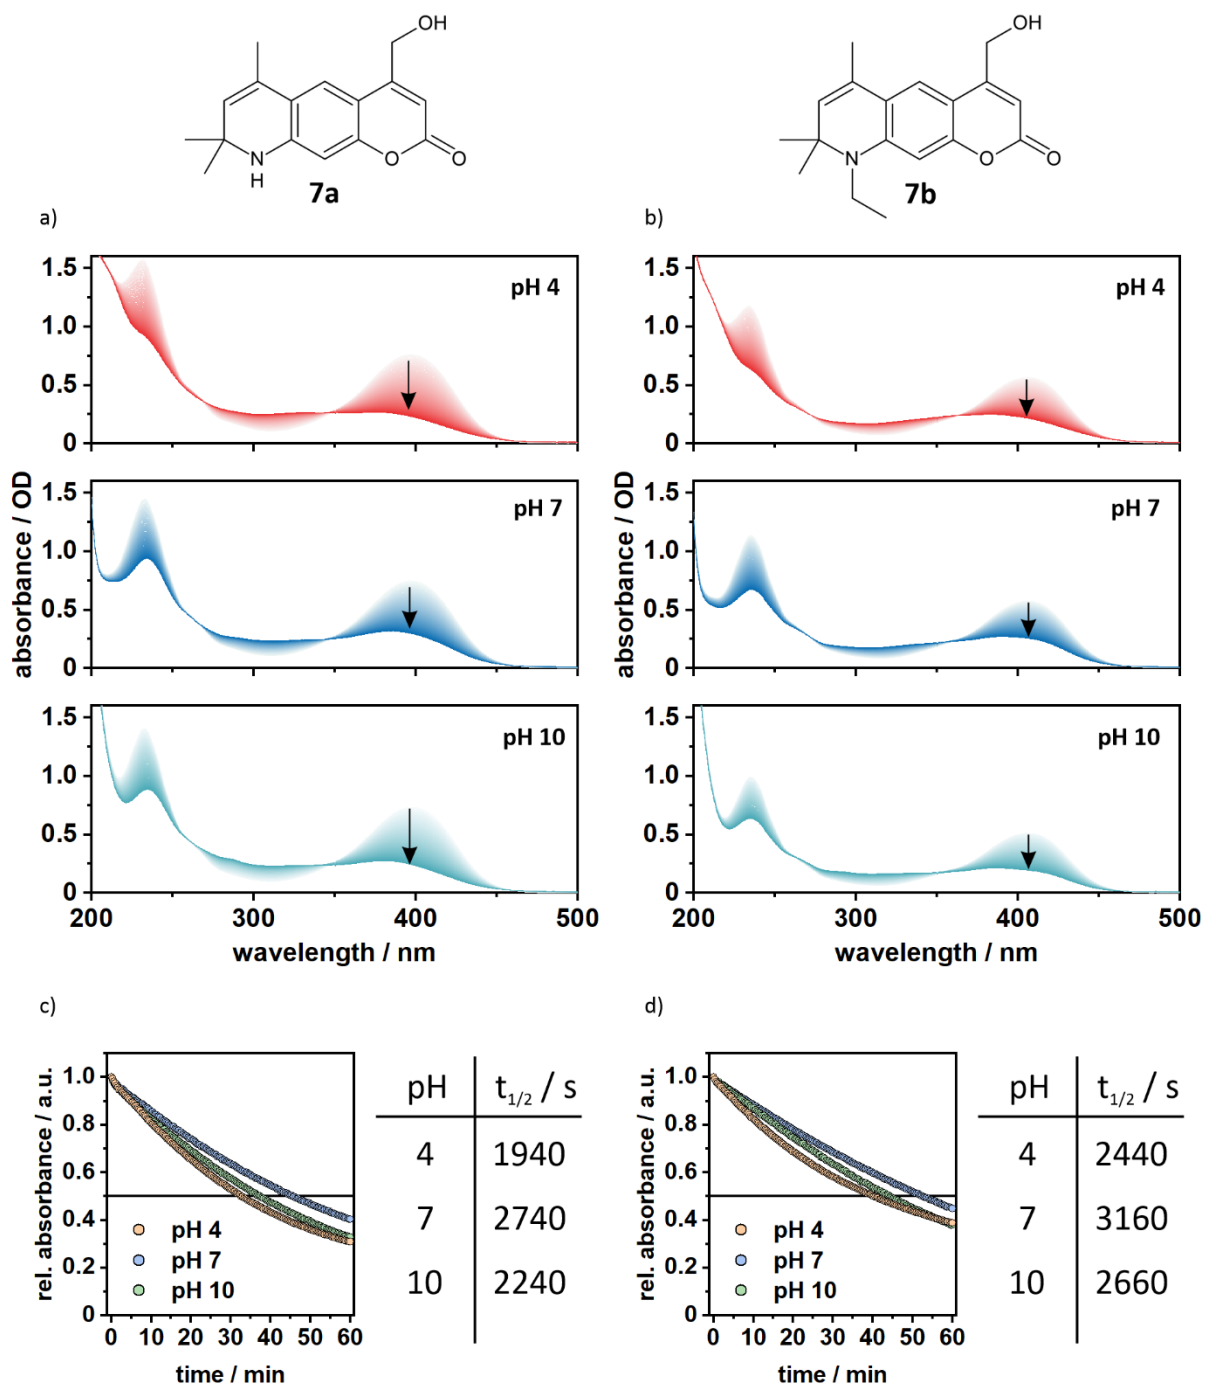 OH
N
H
O
O
7a
OH
N
O
O
7b
a)
b)
pH 4
1.5
1.0
0.5
0
pH 4
1.5
1.0
0.5
0
absorbance / OD
pH 7
1.5
1.0
0.5
0
absorbance / OD
pH 7
1.5
1.0
0.5
0
pH 10
1.5
1.0
0.5
0
200 300 400 500
wavelength / nm
pH 10
1.5
1.0
0.5
0
200 300 400 500
wavelength / nm
c)
d)
rel. absorbance / a.u.
1.0
0.8
0.6
0.4
0.2
0
pH 4
pH 7
pH 10
0 10 20 30 40 50 60
time / min
pH t1/2 / s
4 1940
7 2740
10 2240
rel. absorbance / a.u.
1.0
0.8
0.6
0.4
0.2
0
pH 4
pH 7
pH 10
0 10 20 30 40 50 60
time / min
pH t1/2 / s
4 2440
7 3160
10 2660